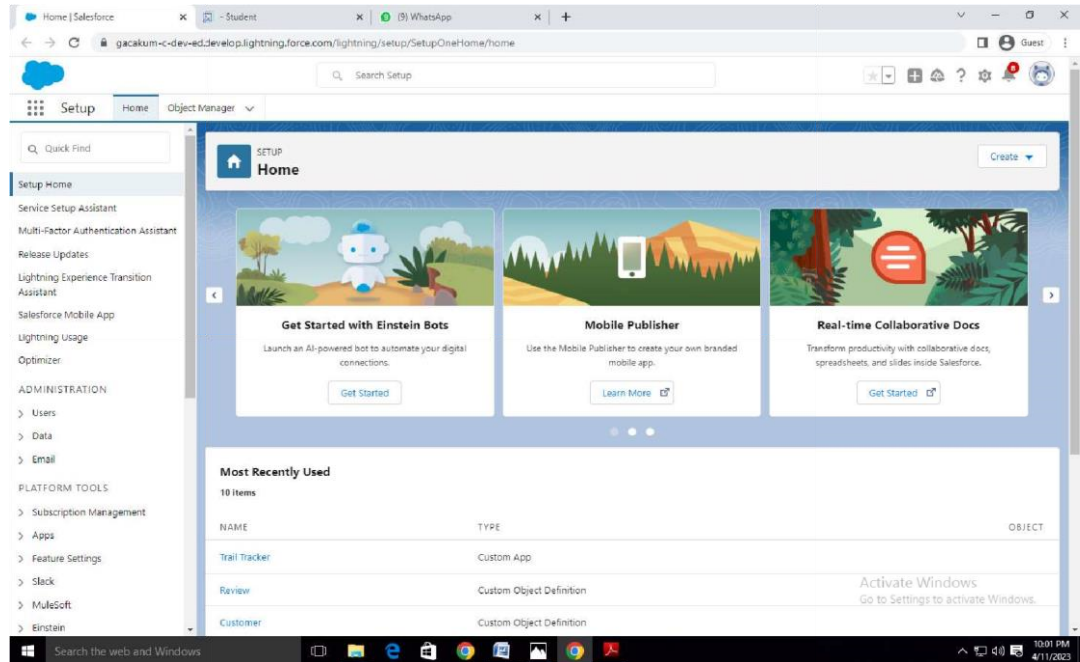 Home | Salesforce
- Student
(9) WhatsApp
gacakum-c-dev-ed.develop.lightning.force.com/lightning/setup/SetupOneHome/home
Guest
Search Setup
Setup
Home
Object Manager
Quick Find
Setup Home
Service Setup Assistant
Multi-Factor Authentication Assistant
Release Updates
Lightning Experience Transition
Assistant
Salesforce Mobile App
Lightning Usage
Optimizer
ADMINISTRATION
Users
Data
Email
PLATFORM TOOLS
Subscription Management
Apps
Feature Settings
Slack
MuleSoft
Einstein
SETUP
Home
Create
Get Started with Einstein Bots
Launch an AI-powered bot to automate your digital
connections.
Get Started
Mobile Publisher
Use the Mobile Publisher to create your own branded
mobile app.
Learn More
Real-time Collaborative Docs
Transform productivity with collaborative docs,
spreadsheets, and slides inside Salesforce.
Get Started
Most Recently Used
10 items
NAME TYPE OBJECT
Trail Tracker Custom App
Review Custom Object Definition
Customer Custom Object Definition
Activate Windows
Go to Settings to activate Windows.
Search the web and Windows
10:01 PM
4/11/2023